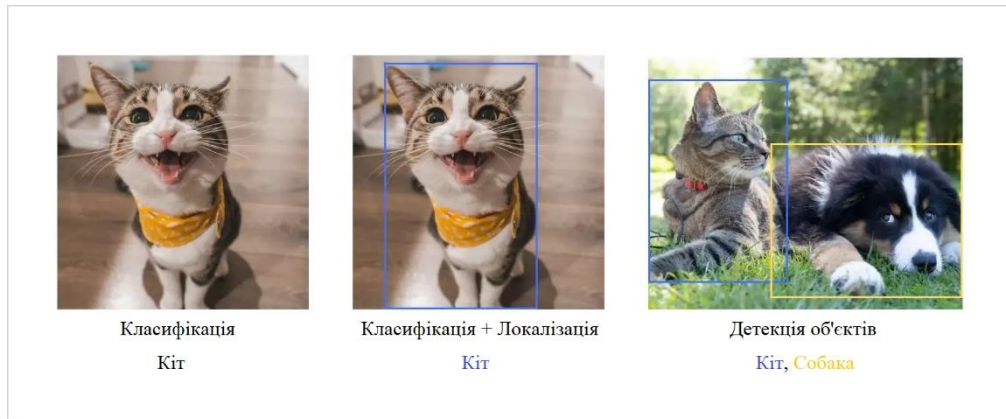 Класифікація
Кіт
Класифікація + Локалізація
Кіт
Детекція об'єктів
Кіт, Собака